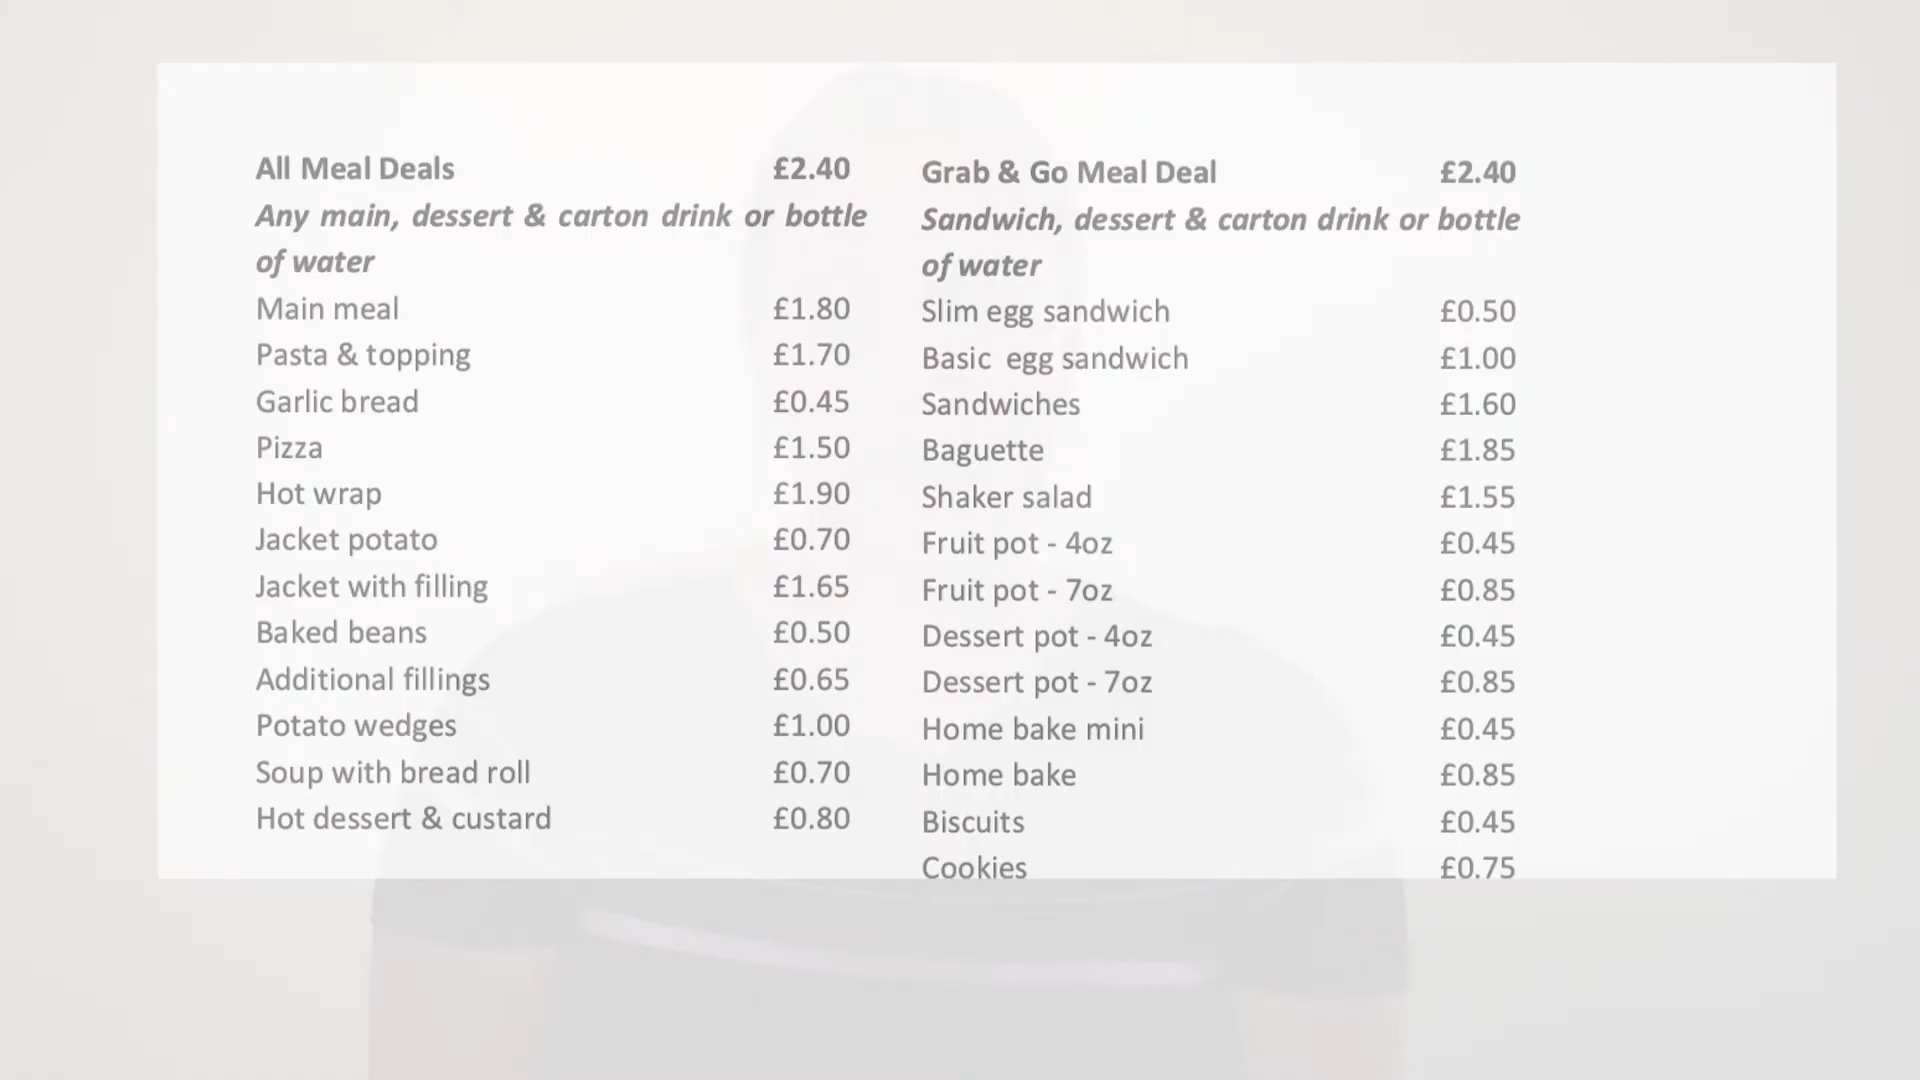 All Meal Deals £2.40
Any main, dessert & carton drink or bottle
of water
Main meal £1.80
Pasta & topping £1.70
Garlic bread £0.45
Pizza £1.50
Hot wrap £1.90
Jacket potato £0.70
Jacket with filling £1.65
Baked beans £0.50
Additional fillings £0.65
Potato wedges £1.00
Soup with bread roll £0.70
Hot dessert & custard £0.80
Grab & Go Meal Deal £2.40
Sandwich, dessert & carton drink or bottle
of water
Slim egg sandwich £0.50
Basic egg sandwich £1.00
Sandwiches £1.60
Baguette £1.85
Shaker salad £1.55
Fruit pot - 4oz £0.45
Fruit pot - 7oz £0.85
Dessert pot - 4oz £0.45
Dessert pot - 7oz £0.85
Home bake mini £0.45
Home bake £0.85
Biscuits £0.45
Cookies £0.75